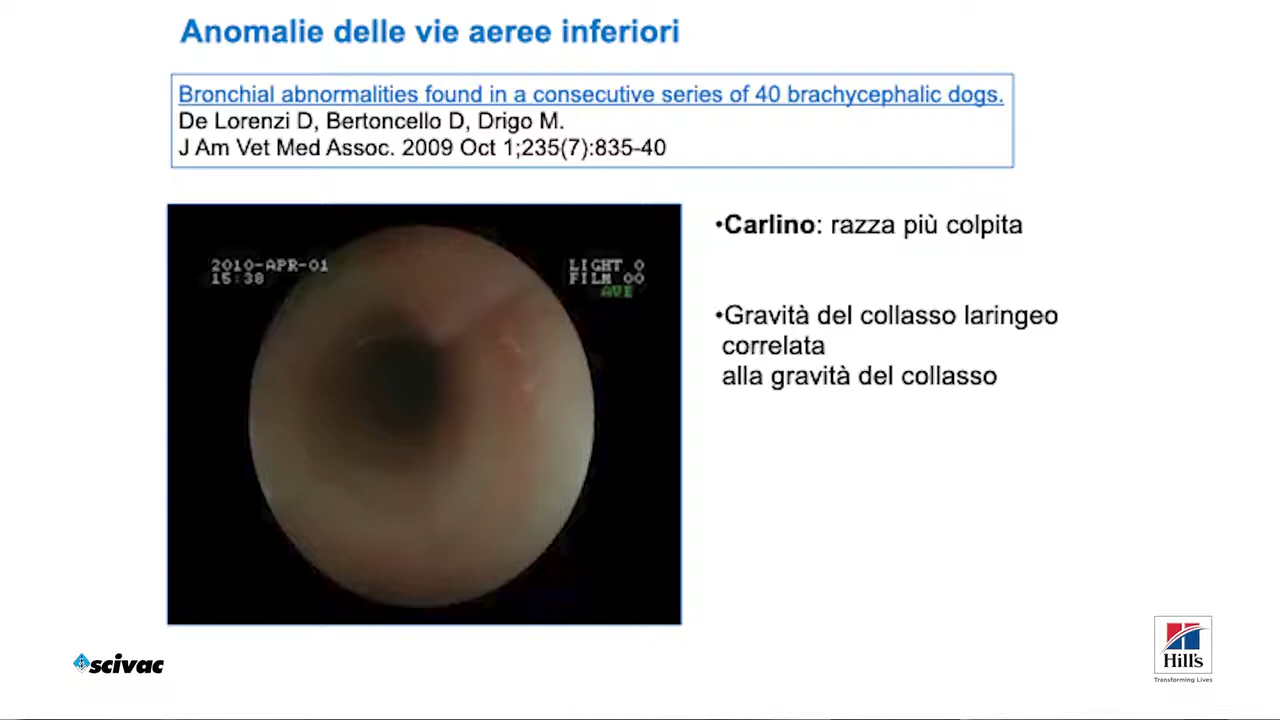 Anomalie delle vie aeree inferiori
Bronchial abnormalities found in a consecutive series of 40 brachycephalic dogs.
De Lorenzi D, Bertoncello D, Drigo M.
J Am Vet Med Assoc. 2009 Oct 1;235(7):835-40
2010-APR-01
15:38
LIGHT 0
FILM 00
AVE
•Carlino: razza più colpita
•Gravità del collasso laringeo
correlata
alla gravità del collasso
scivac
Hill's
Transforming Lives